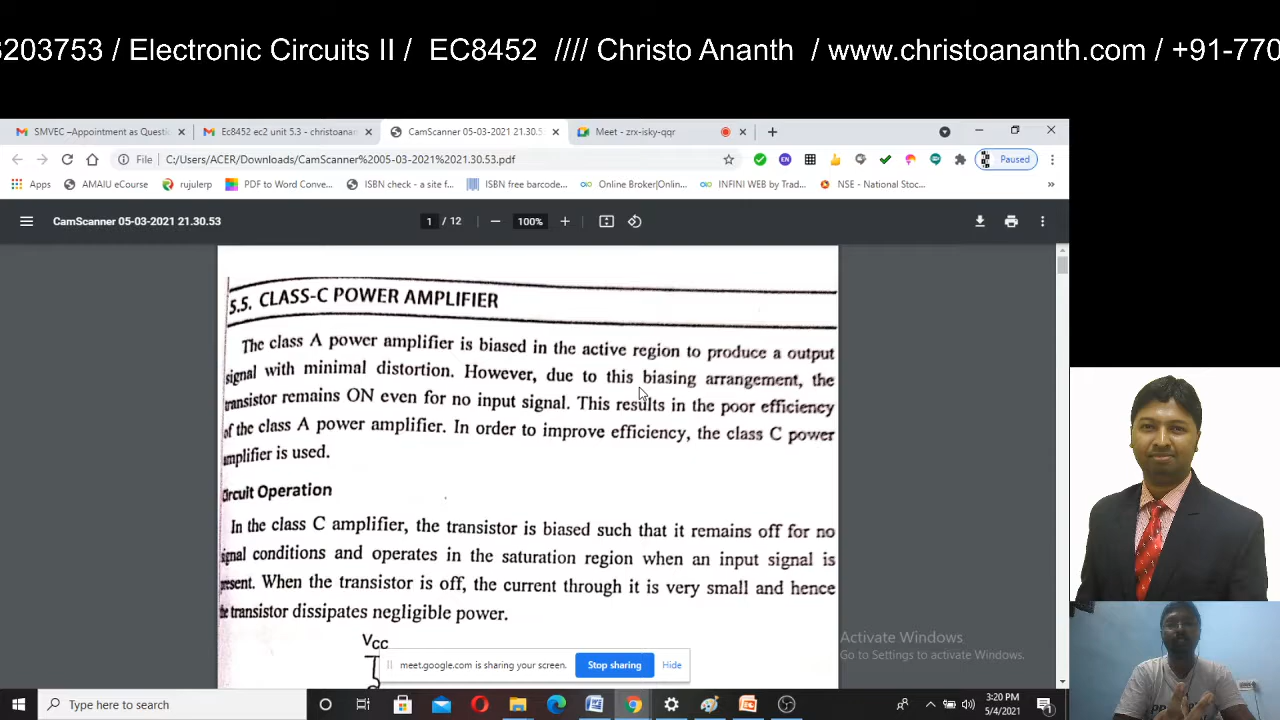 3203753 / Electronic Circuits II / EC8452 //// Christo Ananth / www.christoananth.com / +91-770
SMVEC –Appointment as Questi
Ec8452 ec2 unit 5.3 - christoanan
CamScanner 05-03-2021 21.30.5
Meet - zrx-isky-qqr
File
C:/Users/ACER/Downloads/CamScanner%2005-03-2021%2021.30.53.pdf
EN
Paused
Apps
AMAIU eCourse
rujulerp
PDF to Word Conve...
ISBN check - a site f...
ISBN free barcode...
Online Broker|Onlin...
INFINI WEB by Trad...
NSE - National Stoc...
»
CamScanner 05-03-2021 21.30.53
1 / 12
100%
5.5. CLASS-C POWER AMPLIFIER
The class A power amplifier is biased in the active region to produce a output
signal with minimal distortion. However, due to this biasing arrangement, the
transistor remains ON even for no input signal. This results in the poor efficiency
of the class A power amplifier. In order to improve efficiency, the class C power
amplifier is used.
Circuit Operation
In the class C amplifier, the transistor is biased such that it remains off for no
signal conditions and operates in the saturation region when an input signal is
present. When the transistor is off, the current through it is very small and hence
the transistor dissipates negligible power.
VCC
meet.google.com is sharing your screen.
Stop sharing
Hide
Activate Windows
Go to Settings to activate Windows.
Type here to search
3:20 PM
5/4/2021